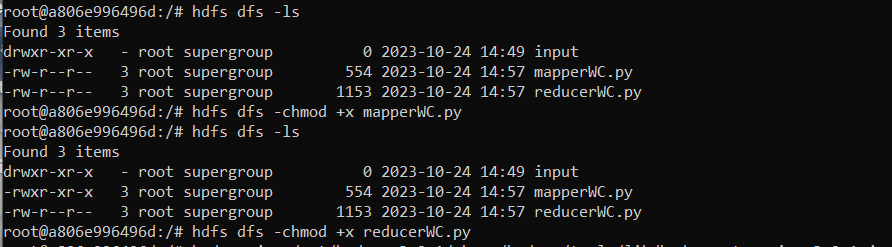 root@a806e996496d:/# hdfs dfs -ls
Found 3 items
drwxr-xr-x   - root supergroup          0 2023-10-24 14:49 input
-rw-r--r--   3 root supergroup        554 2023-10-24 14:57 mapperWC.py
-rw-r--r--   3 root supergroup       1153 2023-10-24 14:57 reducerWC.py
root@a806e996496d:/# hdfs dfs -chmod +x mapperWC.py
root@a806e996496d:/# hdfs dfs -ls
Found 3 items
drwxr-xr-x   - root supergroup          0 2023-10-24 14:49 input
-rwxr-xr-x   3 root supergroup        554 2023-10-24 14:57 mapperWC.py
-rw-r--r--   3 root supergroup       1153 2023-10-24 14:57 reducerWC.py
root@a806e996496d:/# hdfs dfs -chmod +x reducerWC.py